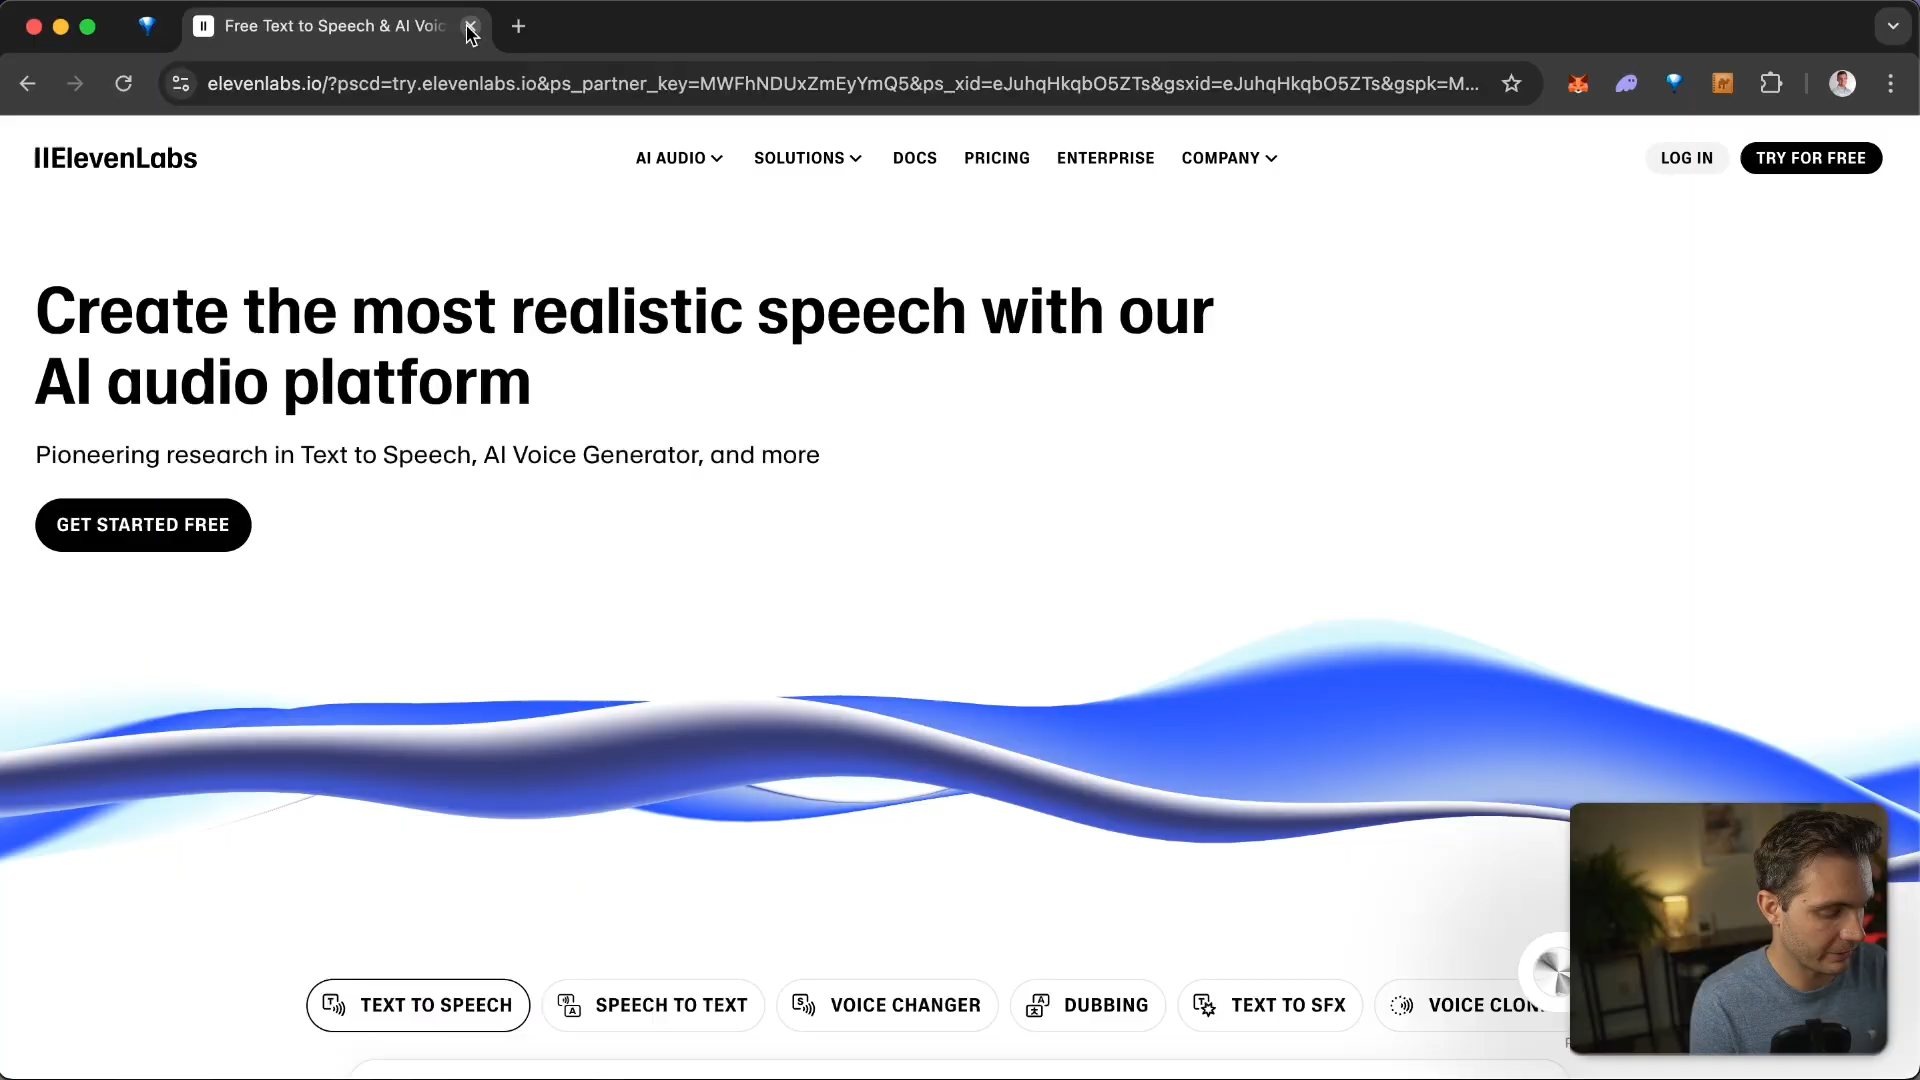 Free Text to Speech & AI Voic
elevenlabs.io/?pscd=try.elevenlabs.io&ps_partner_key=MWFhNDUxZmEyYmQ5&ps_xid=eJuhqHkqbO5ZTs&gsxid=eJuhqHkqbO5ZTs&gspk=M...
IIElevenLabs
AI AUDIO
SOLUTIONS
DOCS
PRICING
ENTERPRISE
COMPANY
LOG IN
TRY FOR FREE
Create the most realistic speech with our
AI audio platform
Pioneering research in Text to Speech, AI Voice Generator, and more
GET STARTED FREE
TEXT TO SPEECH
SPEECH TO TEXT
VOICE CHANGER
DUBBING
TEXT TO SFX
VOICE CLON